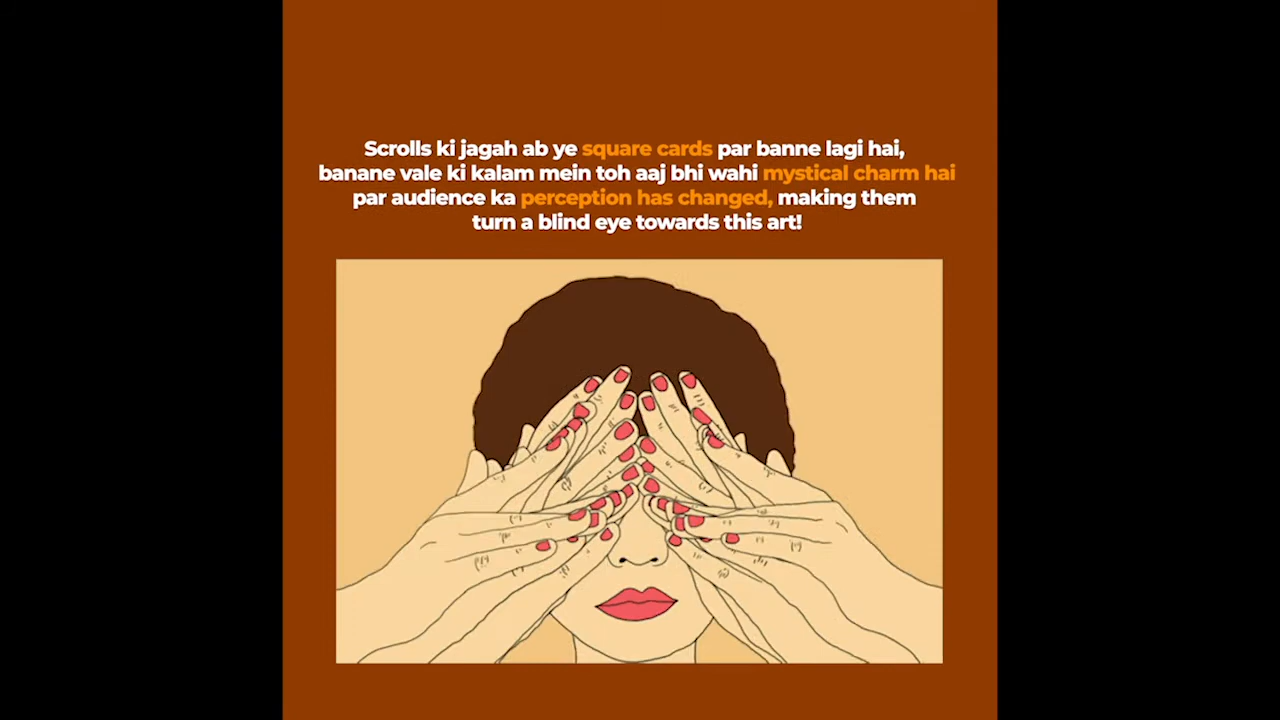 Scrolls ki jagah ab ye square cards par banne lagi hai,
banane vale ki kalam mein toh aaj bhi wahi mystical charm hai
par audience ka perception has changed, making them
turn a blind eye towards this art!